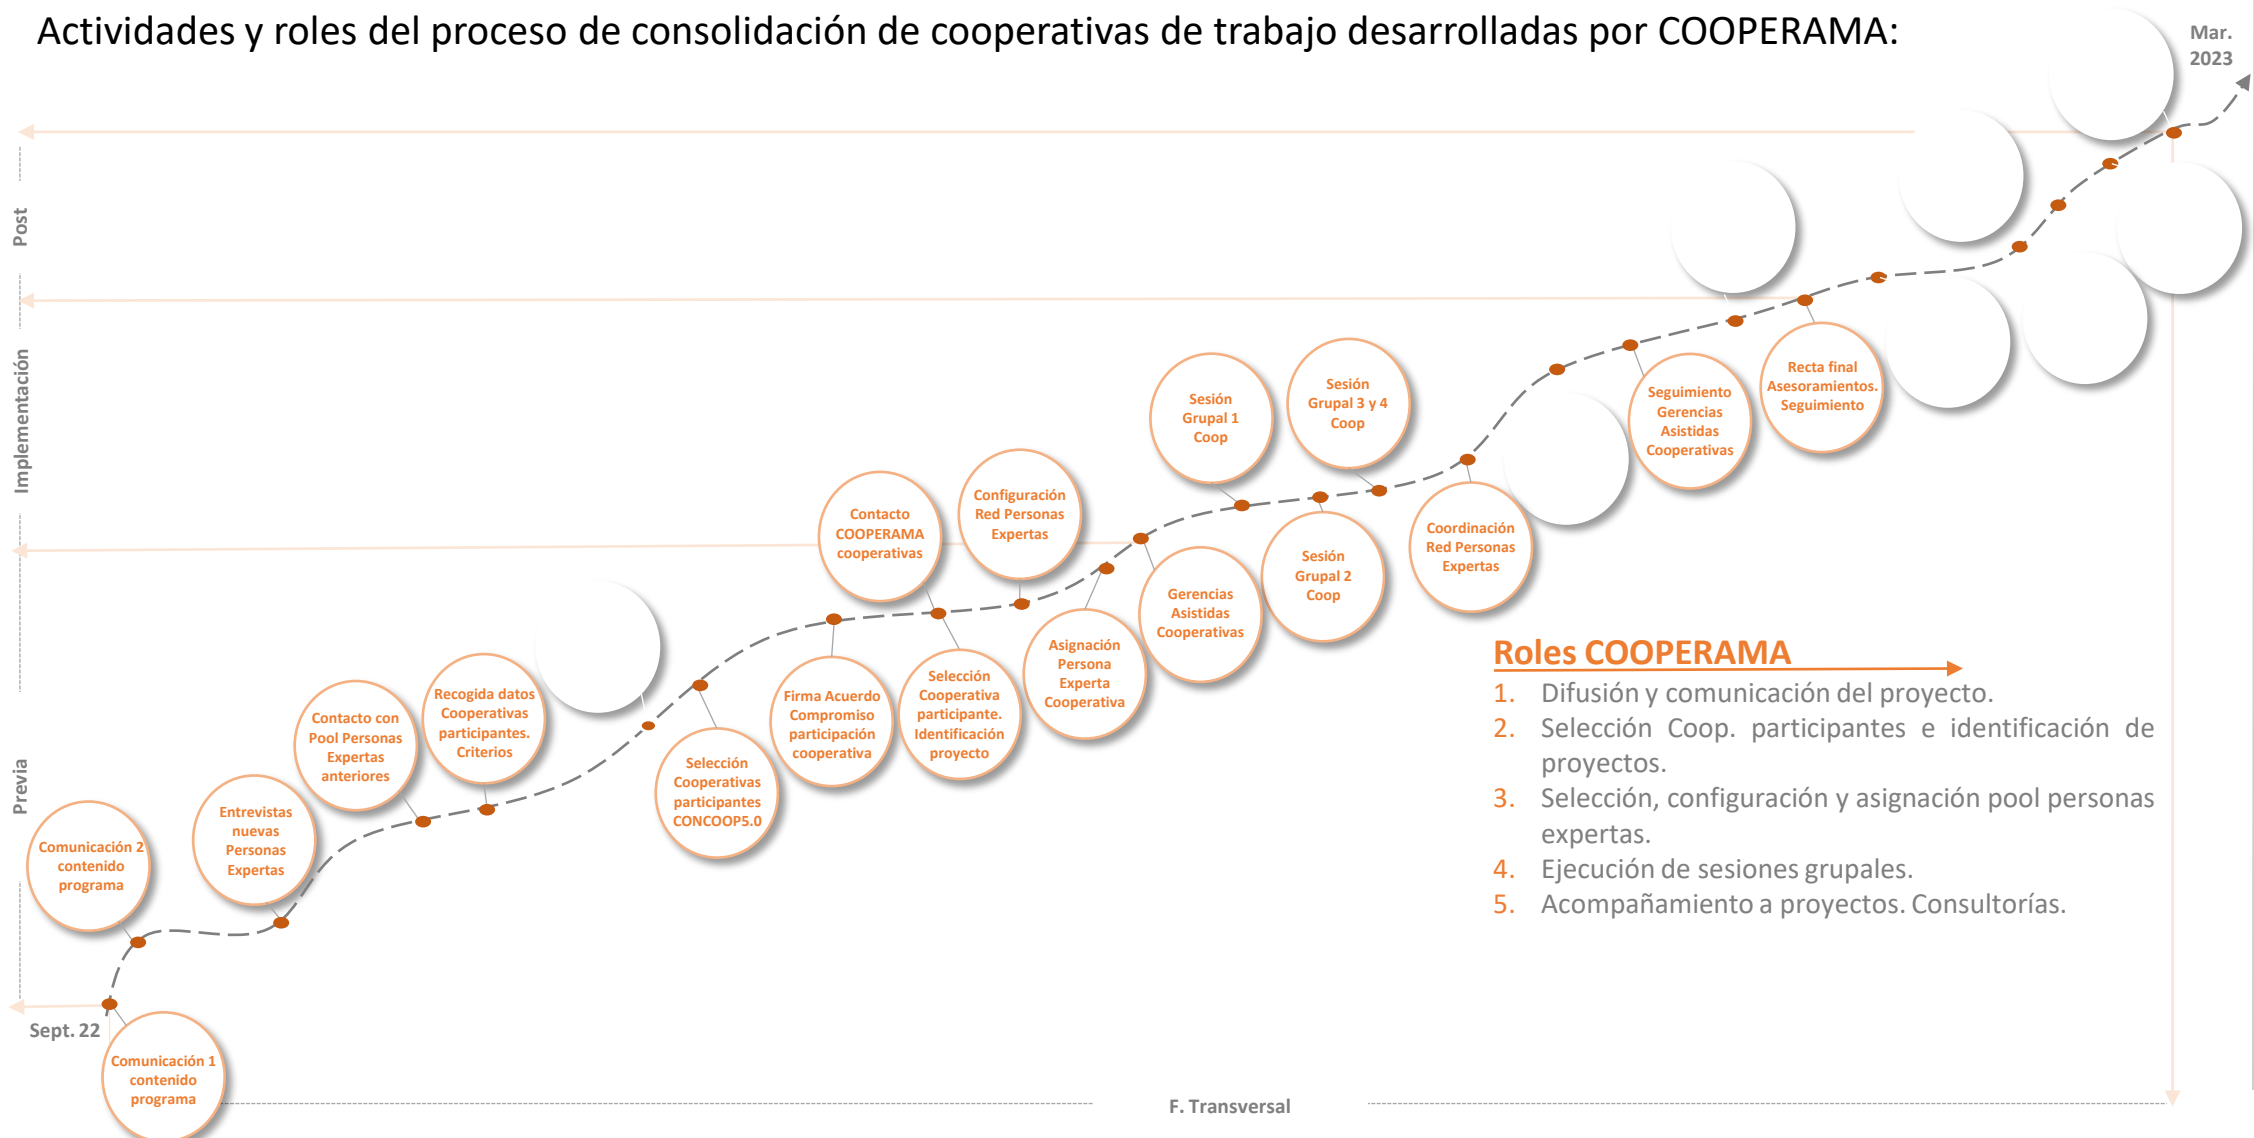 Actividades y roles del proceso de consolidación de cooperativas de trabajo desarrolladas por COOPERAMA:
Mar.
2023
Post
Implementación
Previa
Sept. 22
Comunicación 1
contenido
programa
Comunicación 2
contenido
programa
Entrevistas
nuevas
Personas
Expertas
Contacto con
Pool Personas
Expertas
anteriores
Recogida datos
Cooperativas
participantes.
Criterios
Selección
Cooperativas
participantes
CONCOOP5.0
Firma Acuerdo
Compromiso
participación
cooperativa
Contacto
COOPERAMA
cooperativas
Selección
Cooperativa
participante.
Identificación
proyecto
Configuración
Red Personas
Expertas
Asignación
Persona
Experta
Cooperativa
Gerencias
Asistidas
Cooperativas
Sesión
Grupal 1
Coop
Sesión
Grupal 2
Coop
Sesión
Grupal 3 y 4
Coop
Coordinación
Red Personas
Expertas
Seguimiento
Gerencias
Asistidas
Cooperativas
Recta final
Asesoramientos.
Seguimiento
Roles COOPERAMA
1. Difusión y comunicación del proyecto.
2. Selección Coop. participantes e identificación de
proyectos.
3. Selección, configuración y asignación pool personas
expertas.
4. Ejecución de sesiones grupales.
5. Acompañamiento a proyectos. Consultorías.
F. Transversal